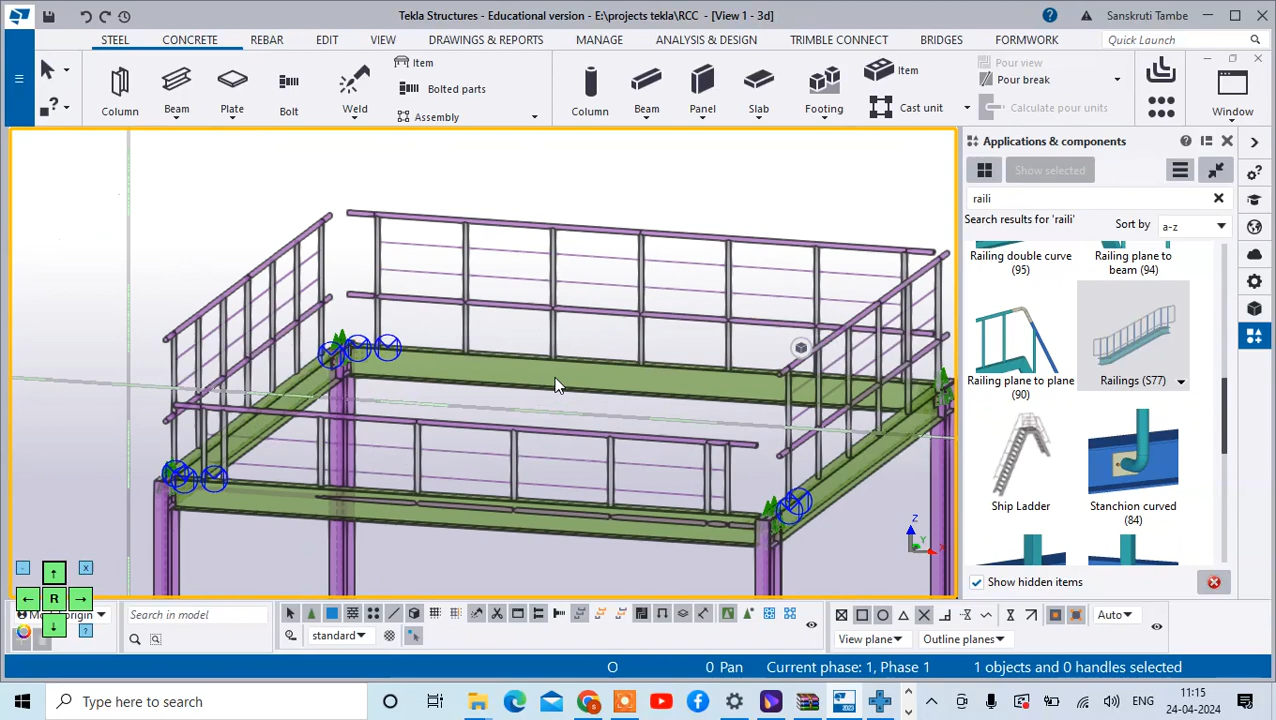 Tekla Structures - Educational version - E:\projects tekla\RCC - [View 1 - 3d]
Sanskruti Tambe
STEEL CONCRETE REBAR EDIT VIEW DRAWINGS & REPORTS MANAGE ANALYSIS & DESIGN TRIMBLE CONNECT BRIDGES FORMWORK Quick Launch
Column Beam Plate Bolt Weld
Item
Bolted parts
Assembly
Column Beam Panel Slab Footing
Item
Cast unit
Pour view
Pour break
Calculate pour units
Window
Applications & components
Show selected
raili
Search results for 'raili'
Sort by a-z
Railing double curve (95)
Railing plane to beam (94)
Railing plane to plane (90)
Railings (S77)
Ship Ladder
Stanchion curved (84)
Show hidden items
Z
Y
X
R
x
?
origin
Search in model
standard
Auto
View plane
Outline planes
O 0 Pan Current phase: 1, Phase 1 1 objects and 0 handles selected
Type here to search
ENG
11:15
24-04-2024